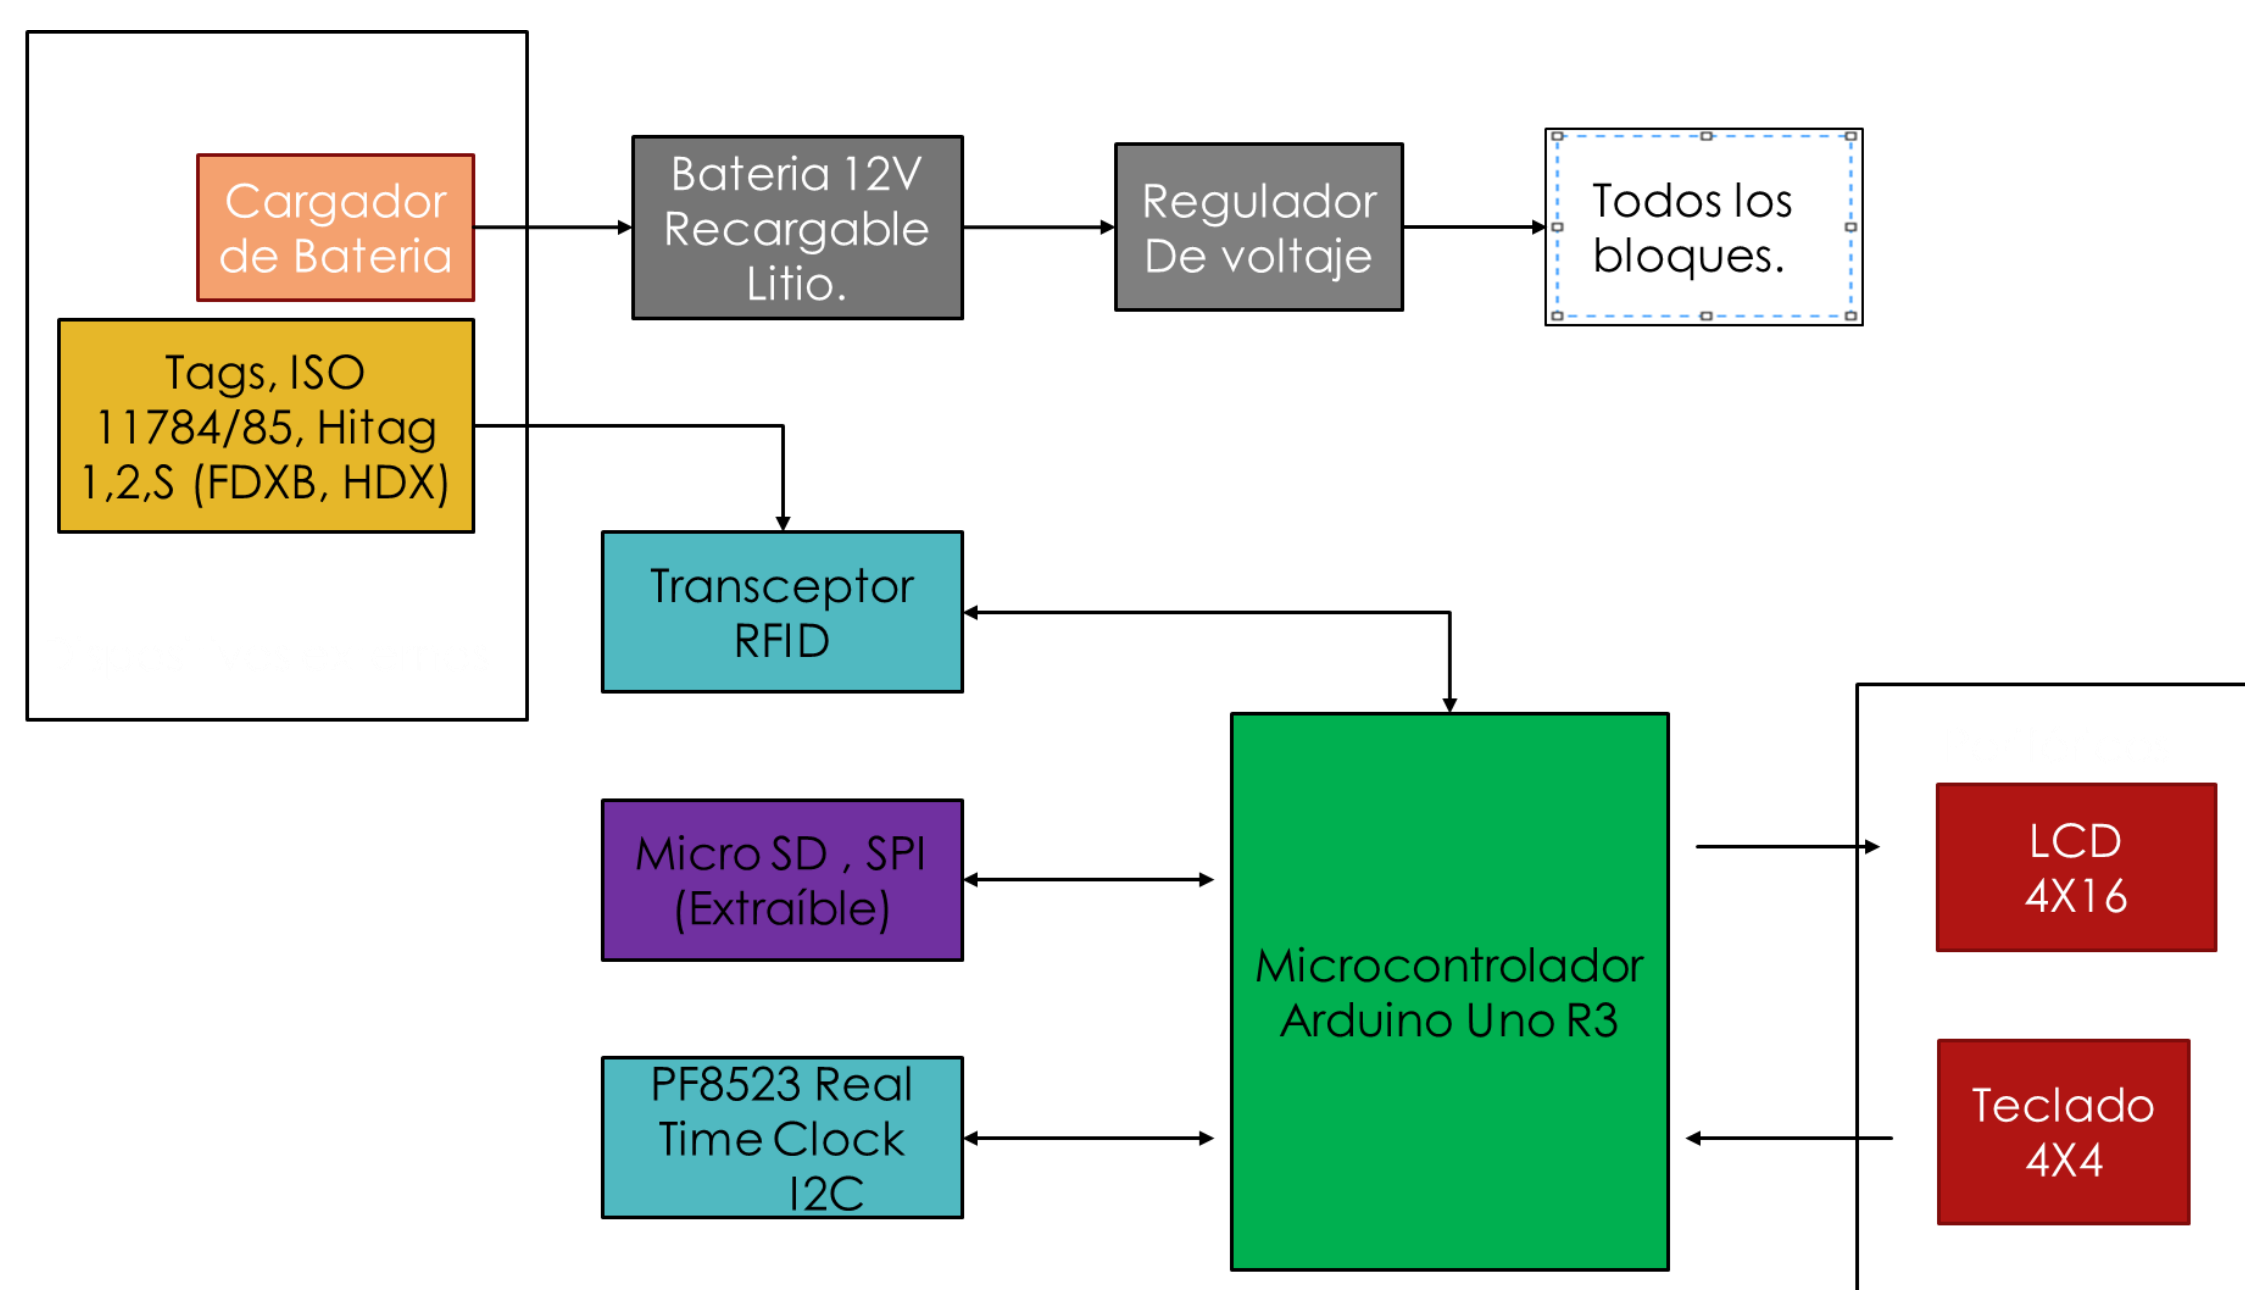 Cargador
de Bateria
Bateria 12V
Recargable
Litio.
Regulador
De voltaje
Todos los
bloques.
Tags, ISO
11784/85, Hitag
1,2,S (FDXB, HDX)
Transceptor
RFID
Micro SD , SPI
(Extraíble)
PF8523 Real
Time Clock
I2C
Microcontrolador
Arduino Uno R3
LCD
4X16
Teclado
4X4